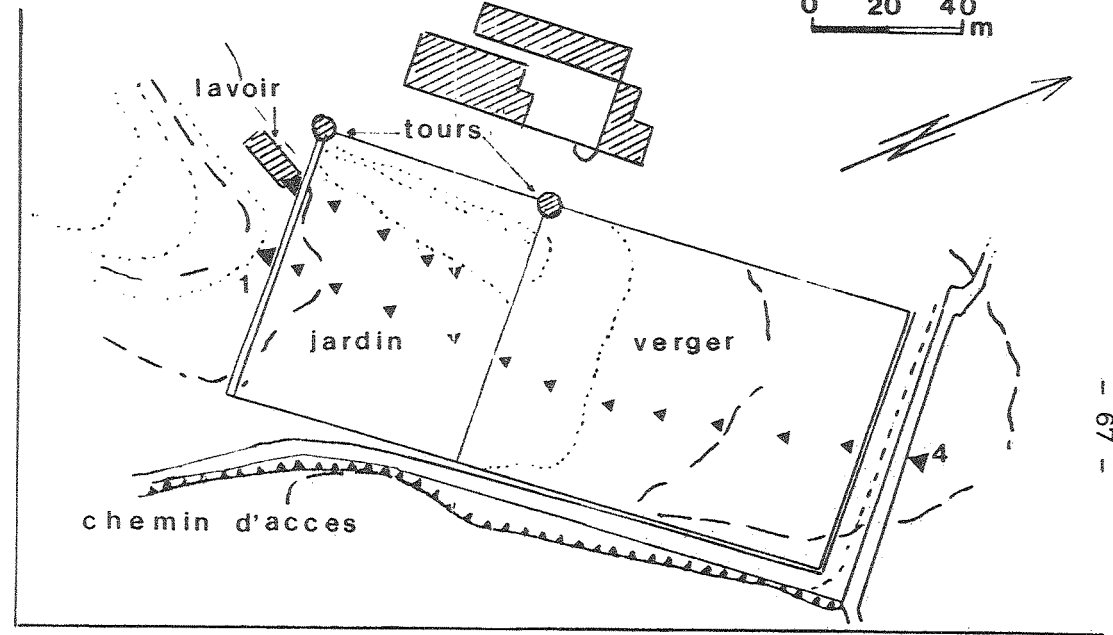 0 20 40
m
lavoir
tours
1
jardin
verger
4
chemin d'acces
- 67 -